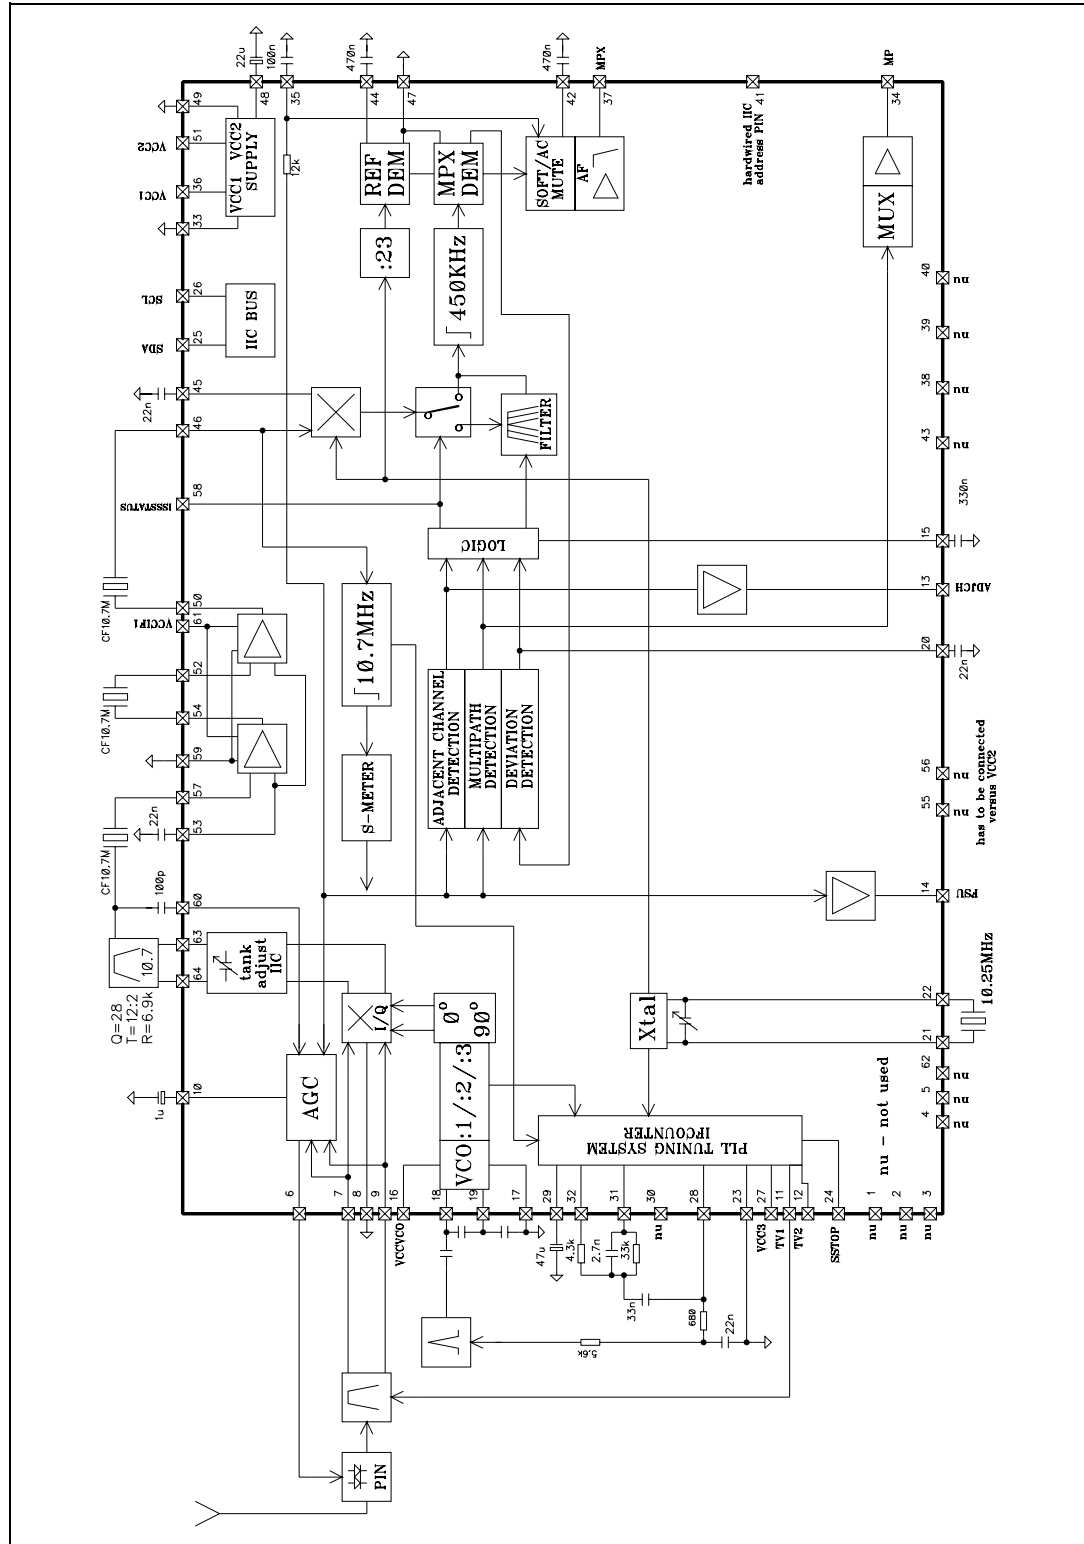 22u
100n
470n
470n
MPX
MP
49
48
35
44
47
42
37
41
34
hardwired IIC
address PIN
VCC2
51
VCC1
36
33
VCC1 VCC2
SUPPLY
12k
REF
DEM
MPX
DEM
SOFT/AC
MUTE
AF
MUX
:23
450KHz
SCL
26
SDA
25
IIC BUS
22n
45
46
FILTER
40
nu
39
nu
38
nu
43
nu
ISSSTATUS
58
LOGIC
330n
15
13
ADJCH
20
22n
CF10.7M
50
VCCIF1
61
52
CF10.7M
54
59
57
CF10.7M
22n
53
10.7MHz
S-METER
ADJACENT CHANNEL
DETECTION
MULTIPATH
DETECTION
DEVIATION
DETECTION
56
nu
55
nu
has to be connected
versus VCC2
100p
60
63
64
10.7
Q=28
T=12:2
R=6.9k
tank
adjust
IIC
14
FSU
I/Q
0°
90°
VCO:1/:2/:3
AGC
1u
10
Xtal
22
21
10.25MHz
PLL TUNING SYSTEM
IFCOUNTER
62
nu
5
nu
4
nu
nu - not used
6
7
8
9
16
VCCVCO
18
19
17
29
47u
32
4.3k
31
2.7n
33k
30
nu
28
33n
680
23
22n
5.6k
27
VCC3
11
TV1
12
TV2
24
SSTOP
1
nu
2
nu
3
nu
PIN